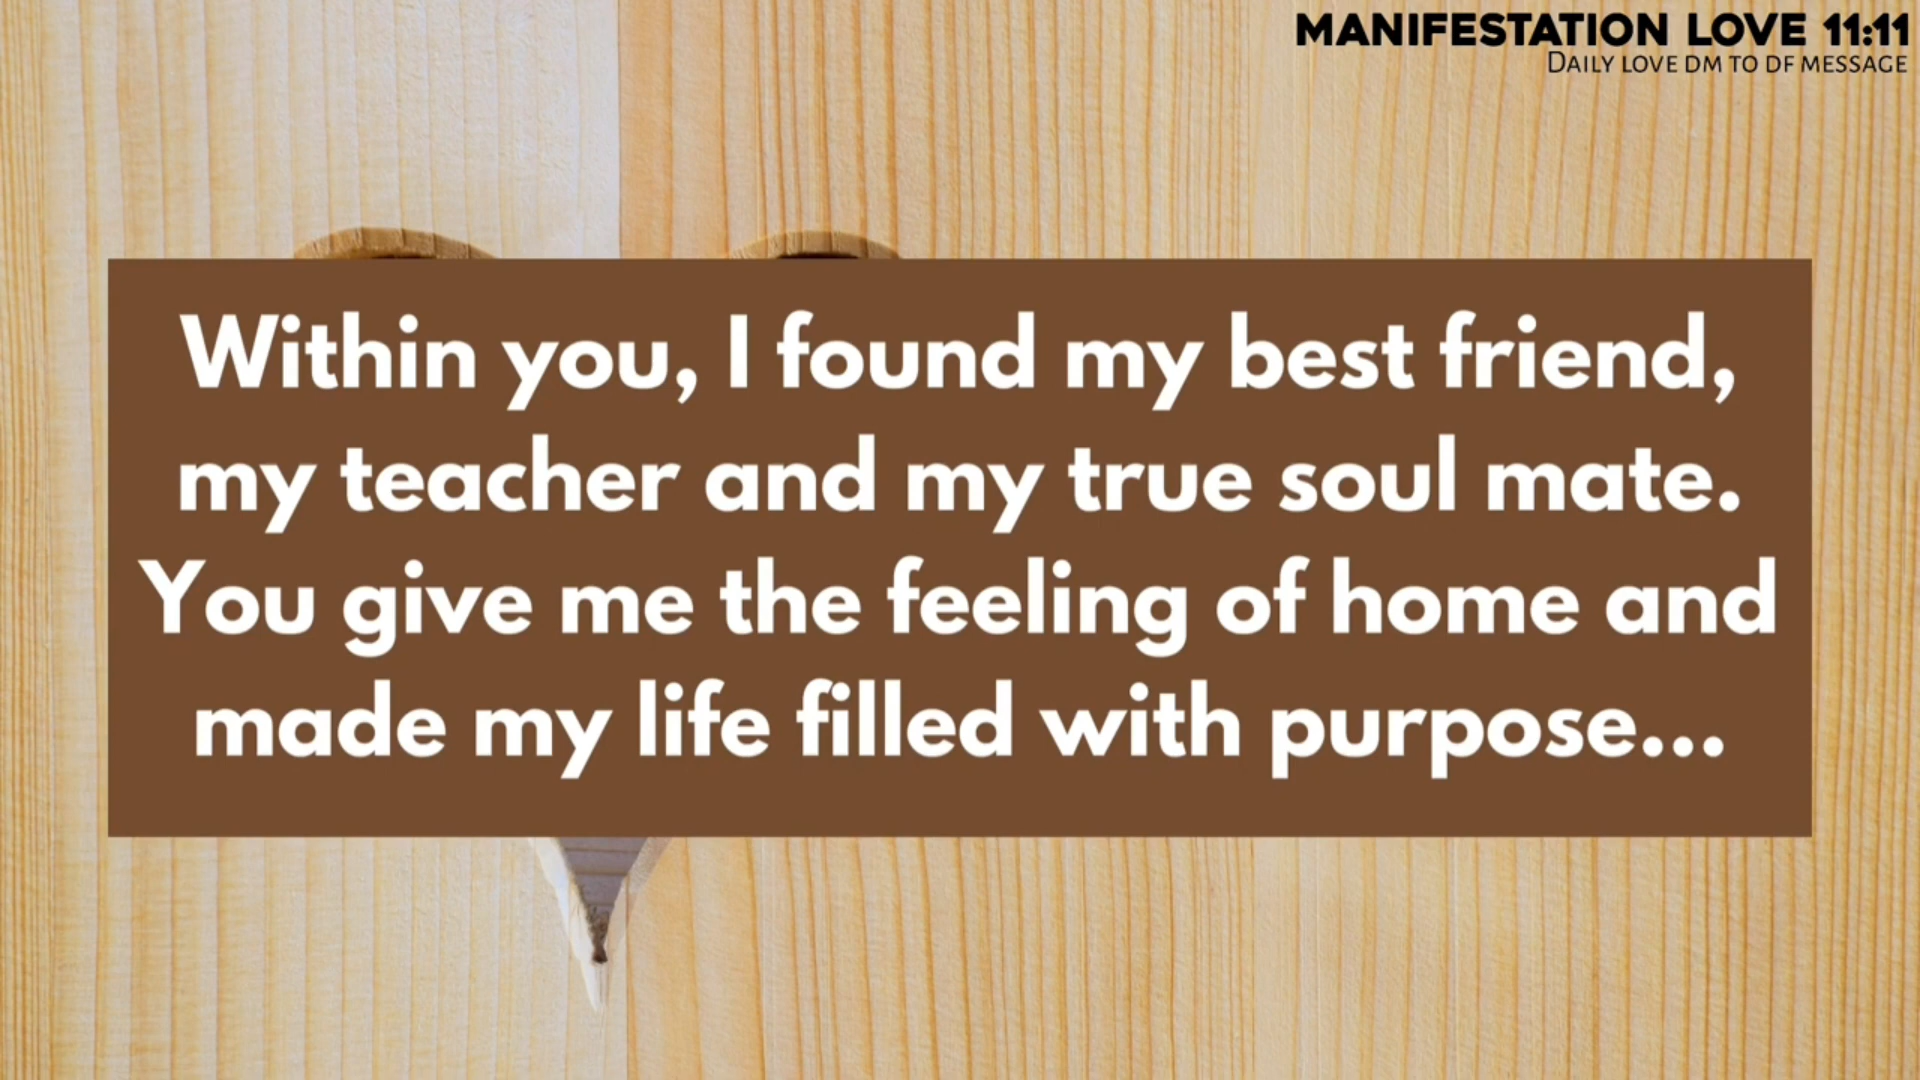 MANIFESTATION LOVE 11:11
DAILY LOVE DM TO DF MESSAGE
Within you, I found my best friend,
my teacher and my true soul mate.
You give me the feeling of home and
made my life filled with purpose...